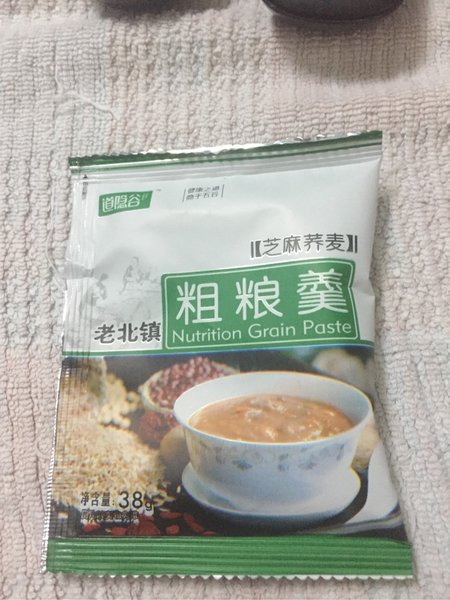 道隐谷
健康之道
隐于五谷
【芝麻荞麦】
粗粮羹
老北镇
Nutrition Grain Paste
净含量: 38g